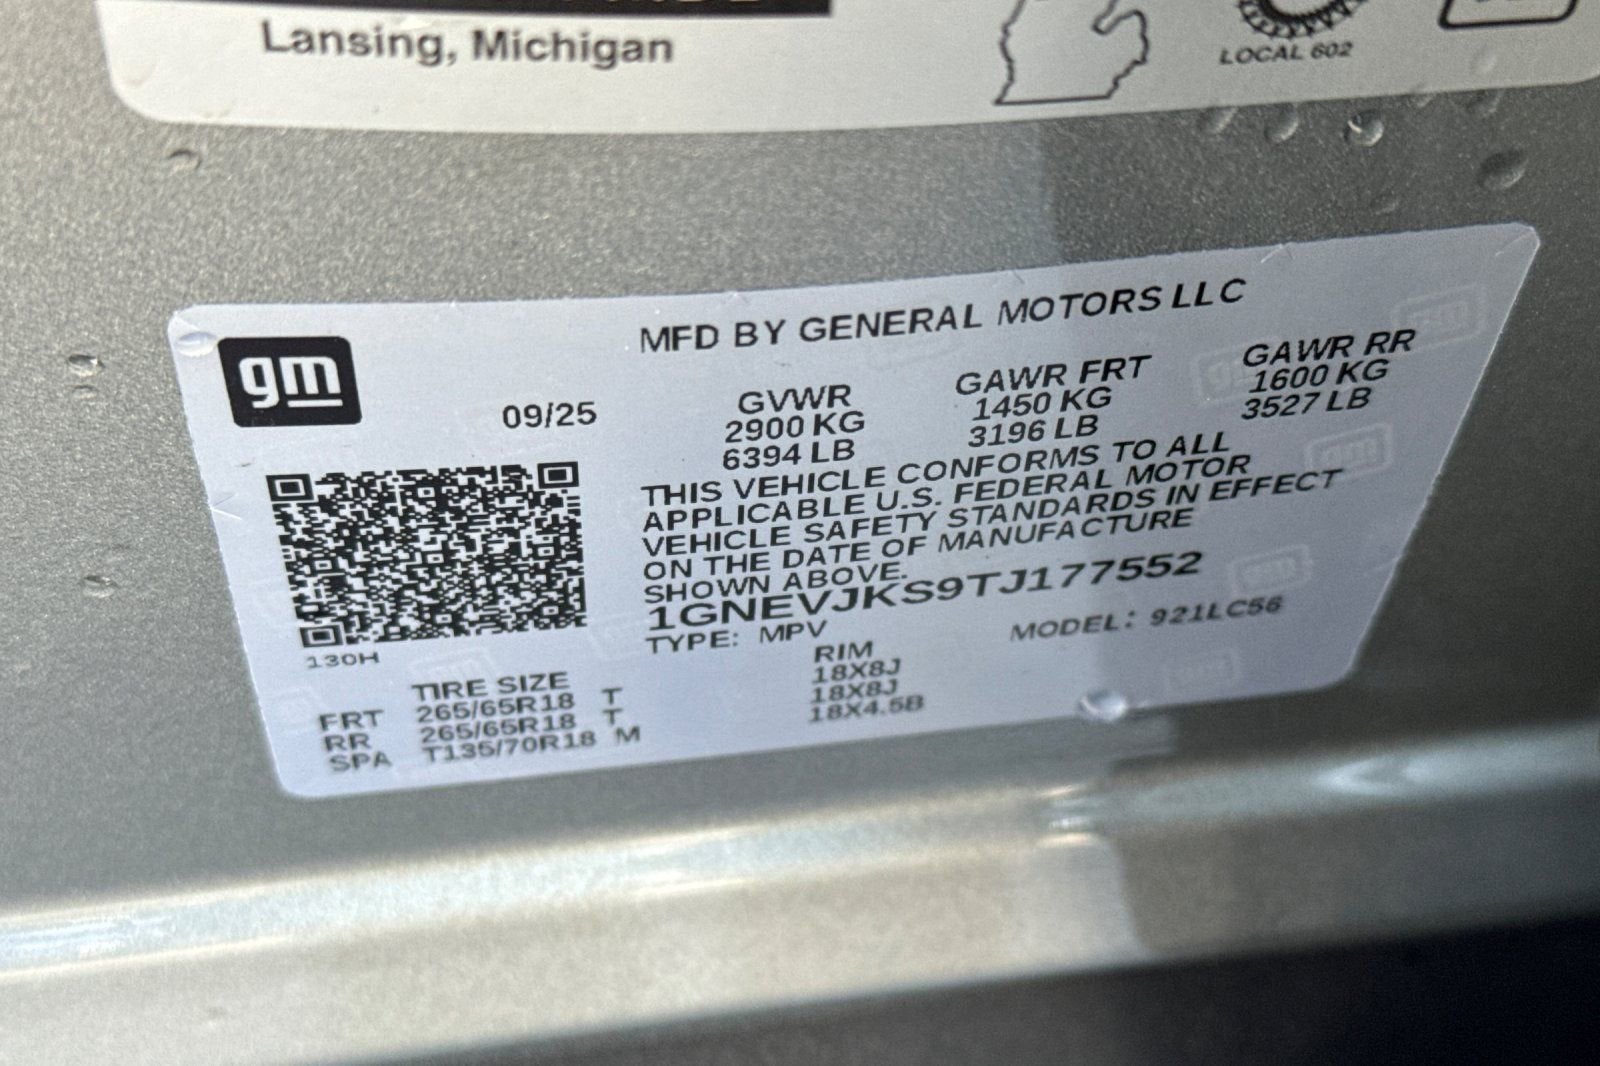 Lansing, Michigan
LOCAL 602
gm
MFD BY GENERAL MOTORS LLC
09/25
GVWR GAWR FRT GAWR RR
2900 KG 1450 KG 1600 KG
6394 LB 3196 LB 3527 LB
THIS VEHICLE CONFORMS TO ALL
APPLICABLE U.S. FEDERAL MOTOR
VEHICLE SAFETY STANDARDS IN EFFECT
ON THE DATE OF MANUFACTURE
SHOWN ABOVE.
1GNEVJKS9TJ177552
TYPE: MPV MODEL: 921LC56
130H
TIRE SIZE RIM
FRT 265/65R18 T 18X8J
RR 265/65R18 T 18X8J
SPA T135/70R18 M 18X4.5B